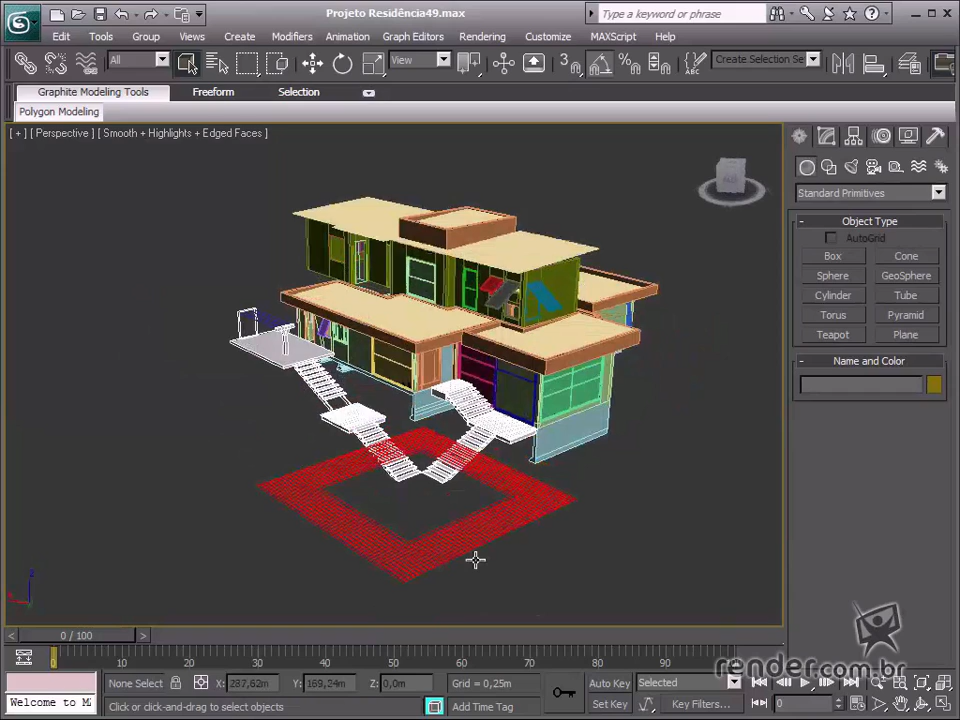 Projeto Residência49.max
Type a keyword or phrase
Edit Tools Group Views Create Modifiers Animation Graph Editors Rendering Customize MAXScript Help
All View Create Selection Se
Graphite Modeling Tools Freeform Selection
Polygon Modeling
[ + ] [ Perspective ] [ Smooth + Highlights + Edged Faces ]
Standard Primitives
- Object Type
AutoGrid
Box Cone
Sphere GeoSphere
Cylinder Tube
Torus Pyramid
Teapot Plane
- Name and Color
z
< 0 / 100 >
0 10 20 30 40 50 60 70 80 90
render.com.br
None Select X: 287,62m Y: 169,24m Z: 0,0m Grid = 0,25m Auto Key Selected
Welcome to M Click or click-and-drag to select objects Add Time Tag Set Key Key Filters... 0